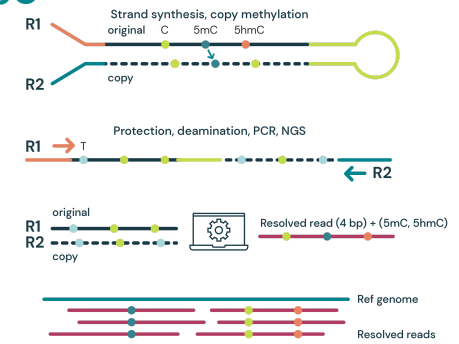 Strand synthesis, copy methylation
R1
original C 5mC 5hmC
copy
R2
Protection, deamination, PCR, NGS
R1 T
R2
original
R1
R2
copy
Resolved read (4 bp) + (5mC, 5hmC)
Ref genome
Resolved reads